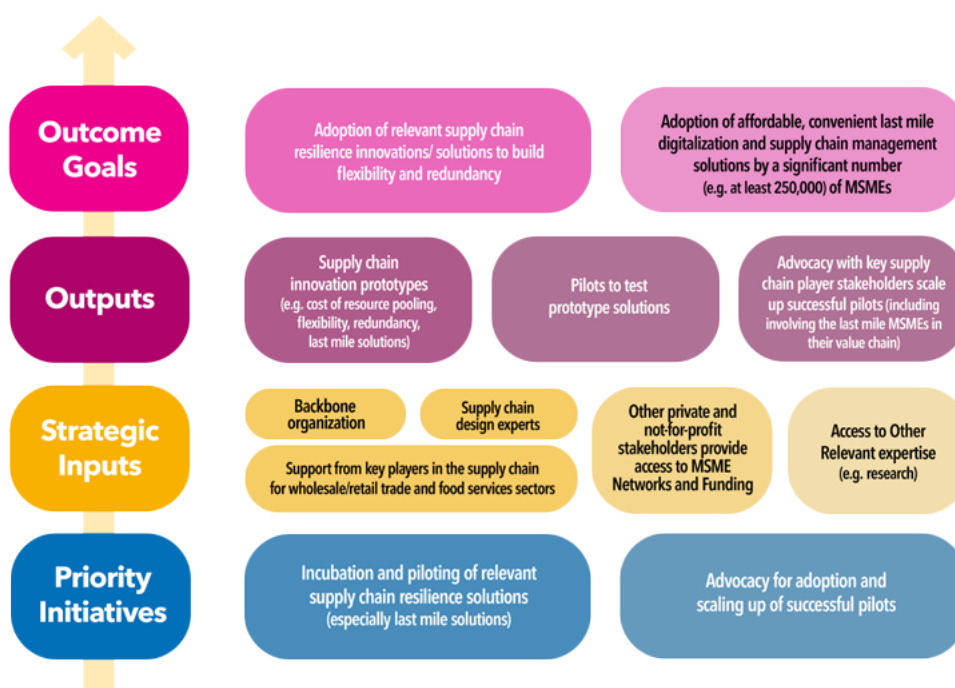 Outcome
Goals
Adoption of relevant supply chain
resilience innovations/ solutions to build
flexibility and redundancy
Adoption of affordable, convenient last mile
digitalization and supply chain management
solutions by a significant number
(e.g. at least 250,000) of MSMEs
Outputs
Supply chain
innovation prototypes
(e.g. cost of resource pooling,
flexibility, redundancy,
last mile solutions)
Pilots to test
prototype solutions
Advocacy with key supply
chain player stakeholders scale
up successful pilots (including
involving the last mile MSMEs in
their value chain)
Strategic
Inputs
Backbone
organization
Supply chain
design experts
Support from key players in the supply chain
for wholesale/retail trade and food services sectors
Other private and
not-for-profit
stakeholders provide
access to MSME
Networks and Funding
Access to Other
Relevant expertise
(e.g. research)
Priority
Initiatives
Incubation and piloting of relevant
supply chain resilience solutions
(especially last mile solutions)
Advocacy for adoption and
scaling up of successful pilots